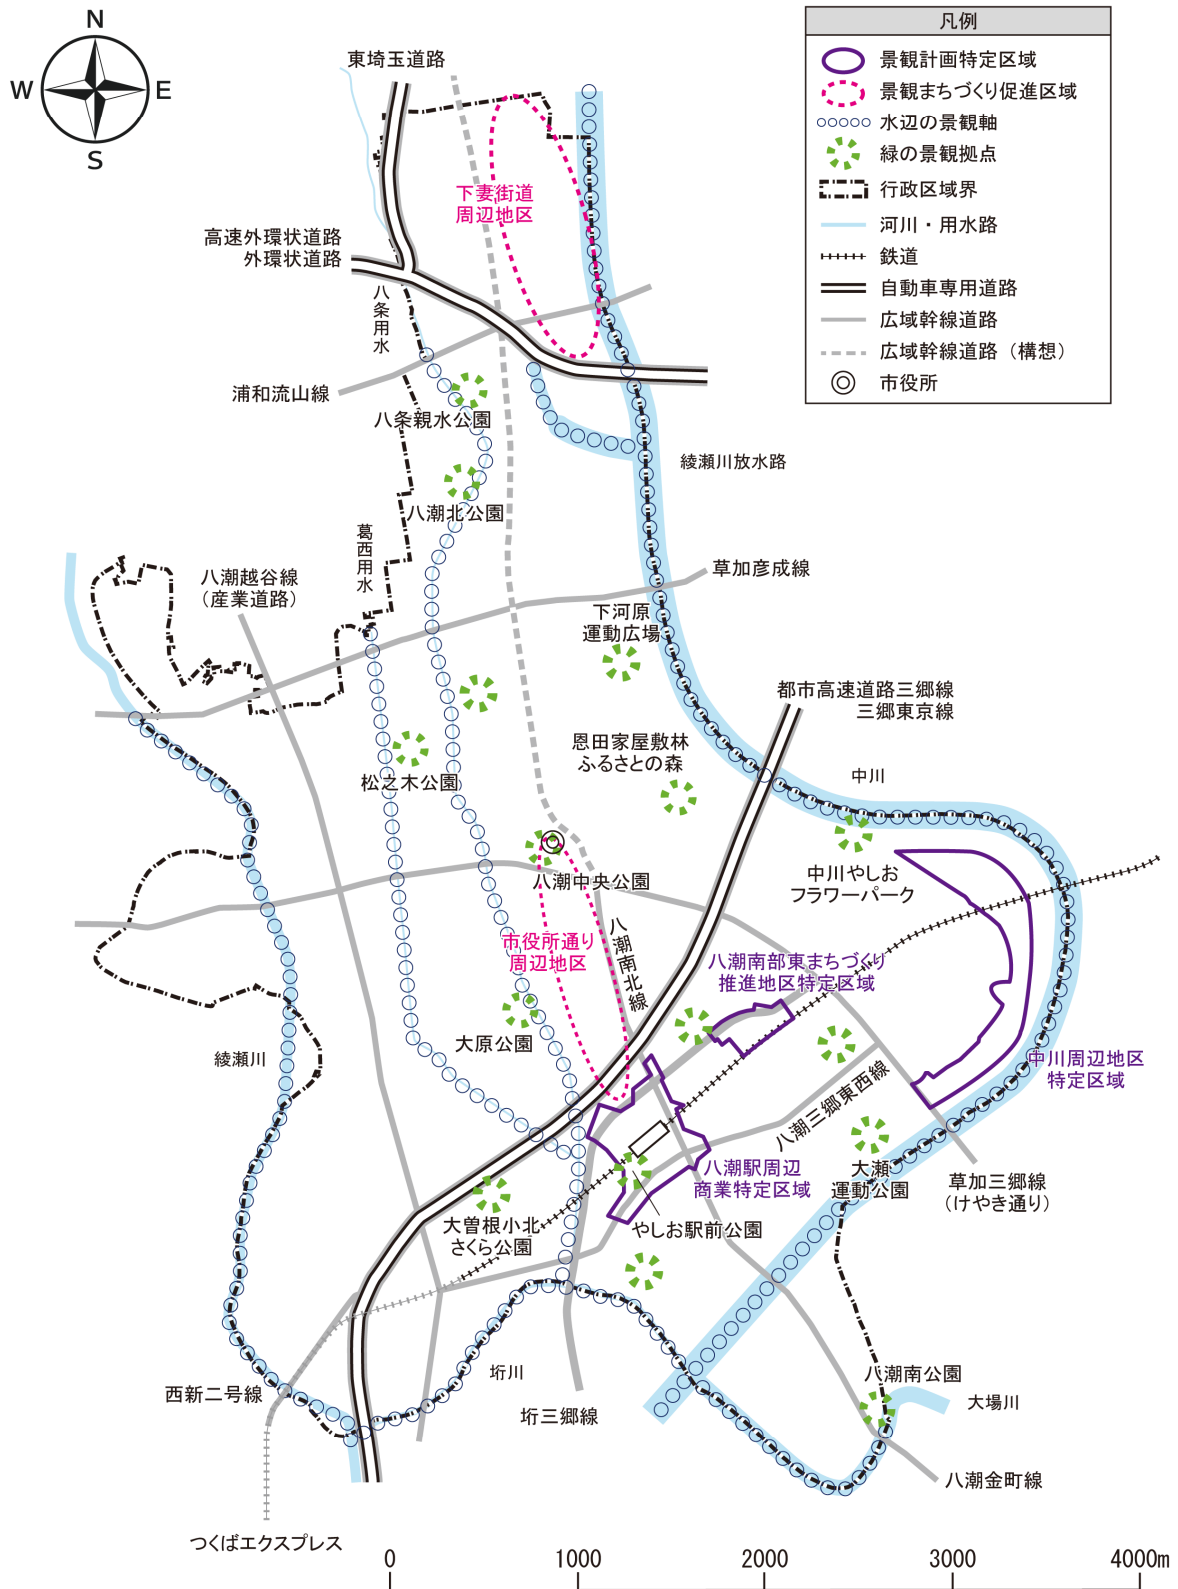 N
W
E
S
凡例
景観計画特定区域
景観まちづくり促進区域
水辺の景観軸
緑の景観拠点
行政区域界
河川・用水路
鉄道
自動車専用道路
広域幹線道路
広域幹線道路（構想）
市役所
東埼玉道路
下妻街道
周辺地区
高速外環状道路
外環状道路
八条用水
浦和流山線
八条親水公園
綾瀬川放水路
八潮北公園
葛西用水
八潮越谷線
（産業道路）
草加彦成線
下河原
運動広場
都市高速道路三郷線
三郷東京線
恩田家屋敷林
ふるさとの森
松之木公園
中川
中川やしお
フラワーパーク
八潮中央公園
市役所通り
周辺地区
八潮南北線
八潮南部東まちづくり
推進地区特定区域
大原公園
綾瀬川
中川周辺地区
特定区域
八潮三郷東西線
八潮駅周辺
商業特定区域
大瀬
運動公園
草加三郷線
（けやき通り）
大曽根小北
さくら公園
やしお駅前公園
垳川
八潮南公園
西新二号線
垳三郷線
大場川
八潮金町線
つくばエクスプレス
0
1000
2000
3000
4000m